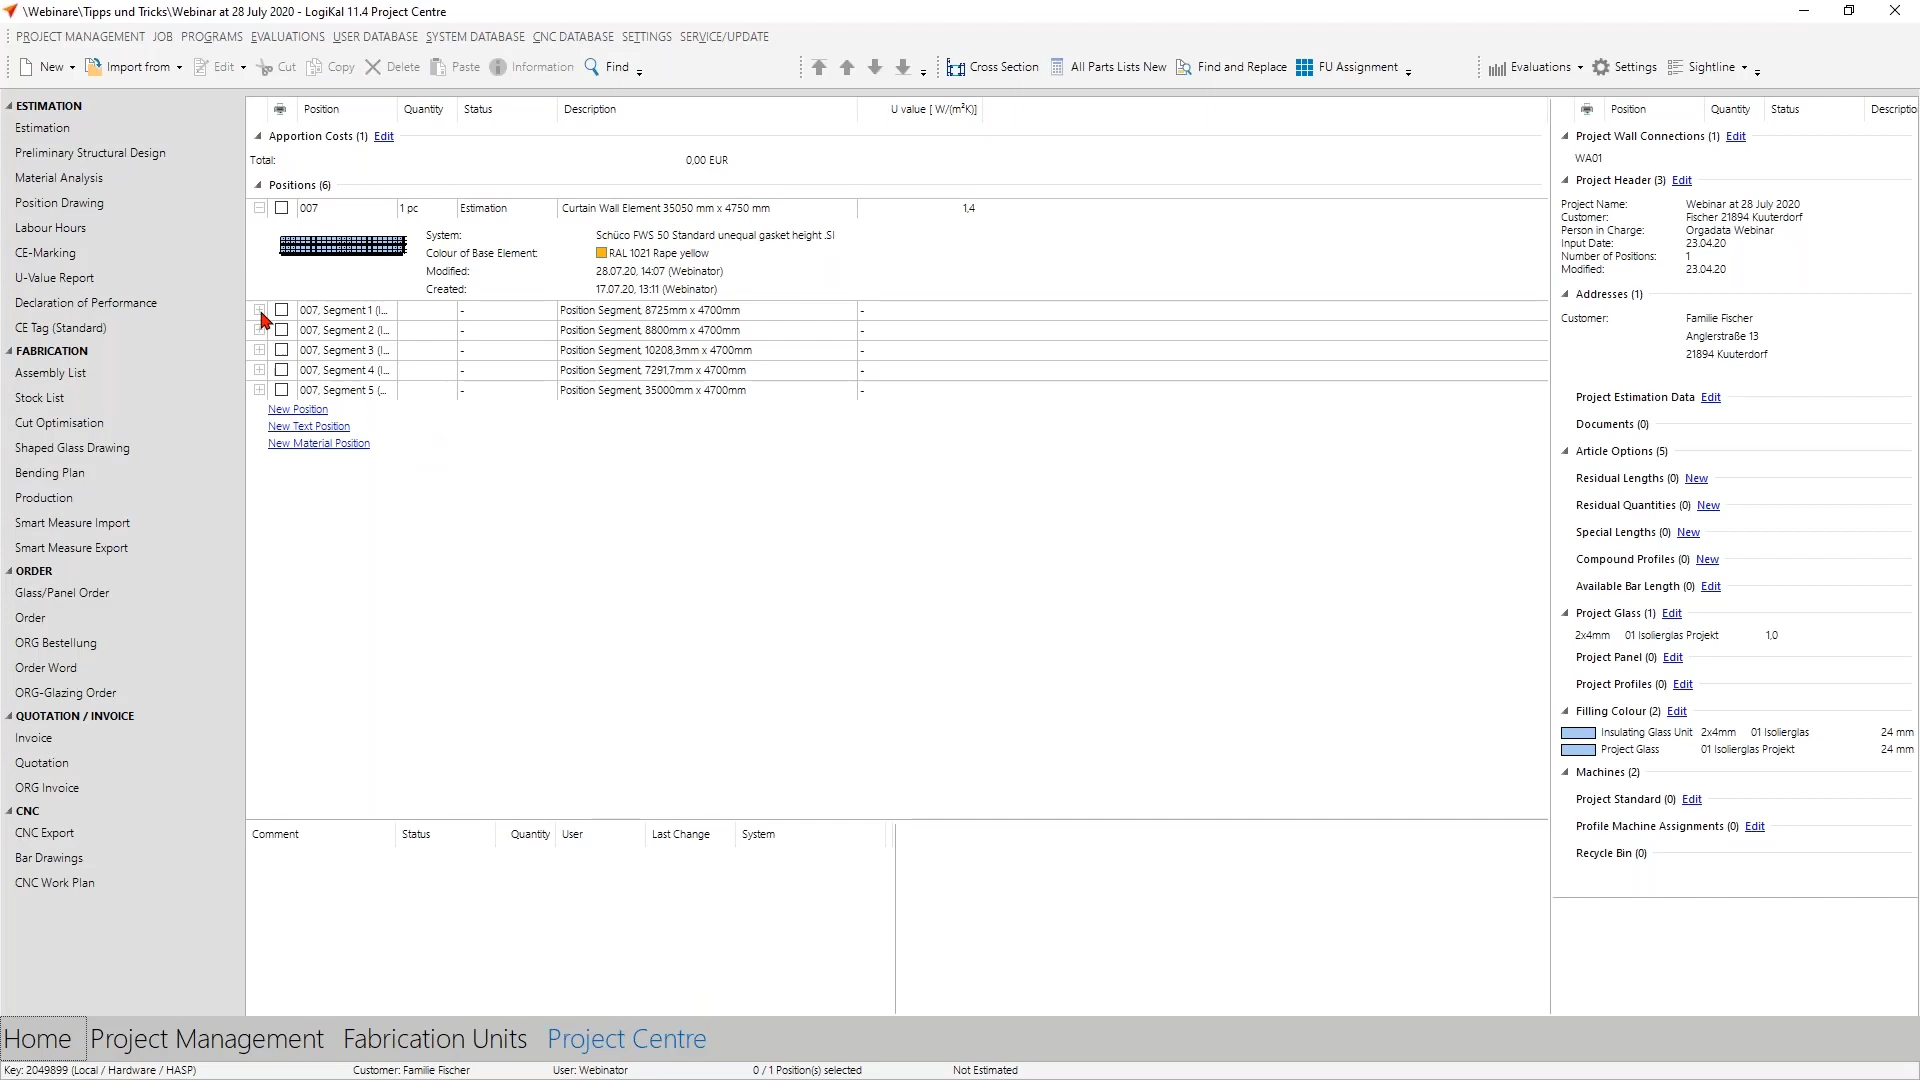 \Webinare\Tipps und Tricks\Webinar at 28 July 2020 - LogiKal 11.4 Project Centre
PROJECT MANAGEMENT JOB PROGRAMS EVALUATIONS USER DATABASE SYSTEM DATABASE CNC DATABASE SETTINGS SERVICE/UPDATE
New Import from Edit Cut Copy Delete Paste Information Find Cross Section All Parts Lists New Find and Replace FU Assignment Evaluations Settings Sightline
ESTIMATION
Estimation
Preliminary Structural Design
Material Analysis
Position Drawing
Labour Hours
CE-Marking
U-Value Report
Declaration of Performance
CE Tag (Standard)
FABRICATION
Assembly List
Stock List
Cut Optimisation
Shaped Glass Drawing
Bending Plan
Production
Smart Measure Import
Smart Measure Export
ORDER
Glass/Panel Order
Order
ORG Bestellung
Order Word
ORG-Glazing Order
QUOTATION / INVOICE
Invoice
Quotation
ORG Invoice
CNC
CNC Export
Bar Drawings
CNC Work Plan
Position Quantity Status Description U value [ W/(m²K)]
Apportion Costs (1) Edit
Total: 0,00 EUR
Positions (6)
007 1 pc Estimation Curtain Wall Element 35050 mm x 4750 mm 1,4
System: Schüco FWS 50 Standard unequal gasket height .SI
Colour of Base Element: RAL 1021 Rape yellow
Modified: 28.07.20, 14:07 (Webinator)
Created: 17.07.20, 13:11 (Webinator)
007, Segment 1 (I... - Position Segment, 8725mm x 4700mm -
007, Segment 2 (I... - Position Segment, 8800mm x 4700mm -
007, Segment 3 (I... - Position Segment, 10208,3mm x 4700mm -
007, Segment 4 (I... - Position Segment, 7291,7mm x 4700mm -
007, Segment 5 (... - Position Segment, 35000mm x 4700mm -
New Position
New Text Position
New Material Position
Comment Status Quantity User Last Change System
Position Quantity Status Descriptio
Project Wall Connections (1) Edit
WA01
Project Header (3) Edit
Project Name: Webinar at 28 July 2020
Customer: Fischer 21894 Kuuterdorf
Person in Charge: Orgadata Webinar
Input Date: 23.04.20
Number of Positions: 1
Modified: 23.04.20
Addresses (1)
Customer: Familie Fischer
Anglerstraße 13
21894 Kuuterdorf
Project Estimation Data Edit
Documents (0)
Article Options (5)
Residual Lengths (0) New
Residual Quantities (0) New
Special Lengths (0) New
Compound Profiles (0) New
Available Bar Length (0) Edit
Project Glass (1) Edit
2x4mm 01 Isolierglas Projekt 1,0
Project Panel (0) Edit
Project Profiles (0) Edit
Filling Colour (2) Edit
Insulating Glass Unit 2x4mm 01 Isolierglas 24 mm
Project Glass 01 Isolierglas Projekt 24 mm
Machines (2)
Project Standard (0) Edit
Profile Machine Assignments (0) Edit
Recycle Bin (0)
Home Project Management Fabrication Units Project Centre
Key: 2049899 (Local / Hardware / HASP) Customer: Familie Fischer User: Webinator 0 / 1 Position(s) selected Not Estimated